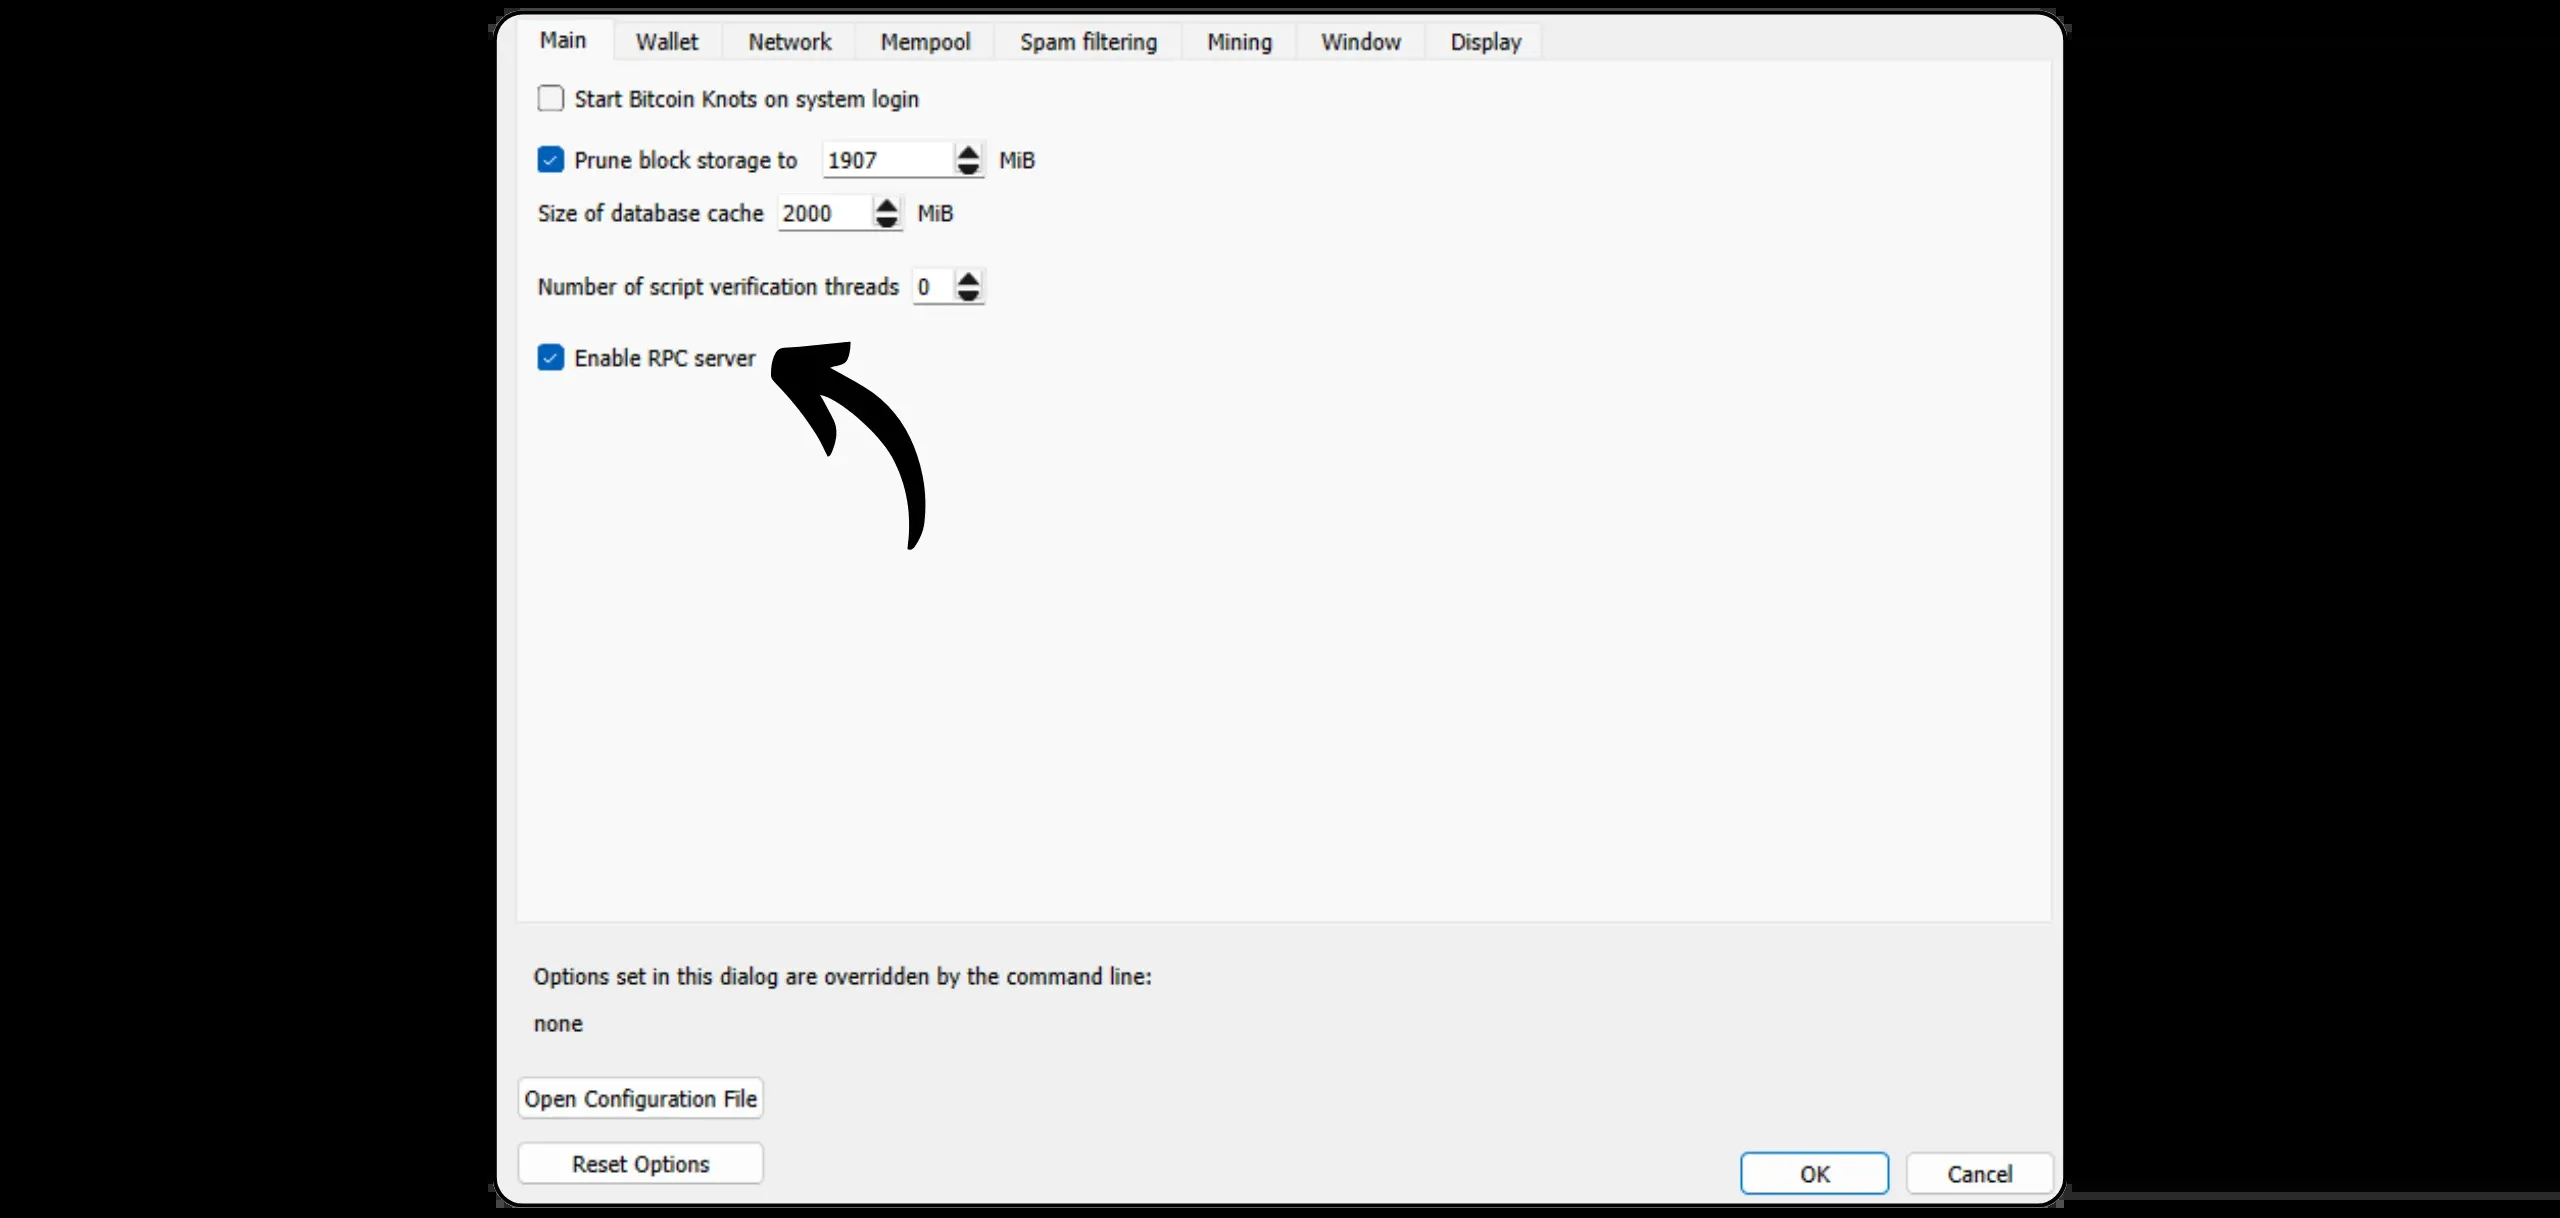 Main Wallet Network Mempool Spam filtering Mining Window Display
Start Bitcoin Knots on system login
Prune block storage to 1907 MiB
Size of database cache 2000 MiB
Number of script verification threads 0
Enable RPC server
Options set in this dialog are overridden by the command line:
none
Open Configuration File
Reset Options
OK Cancel